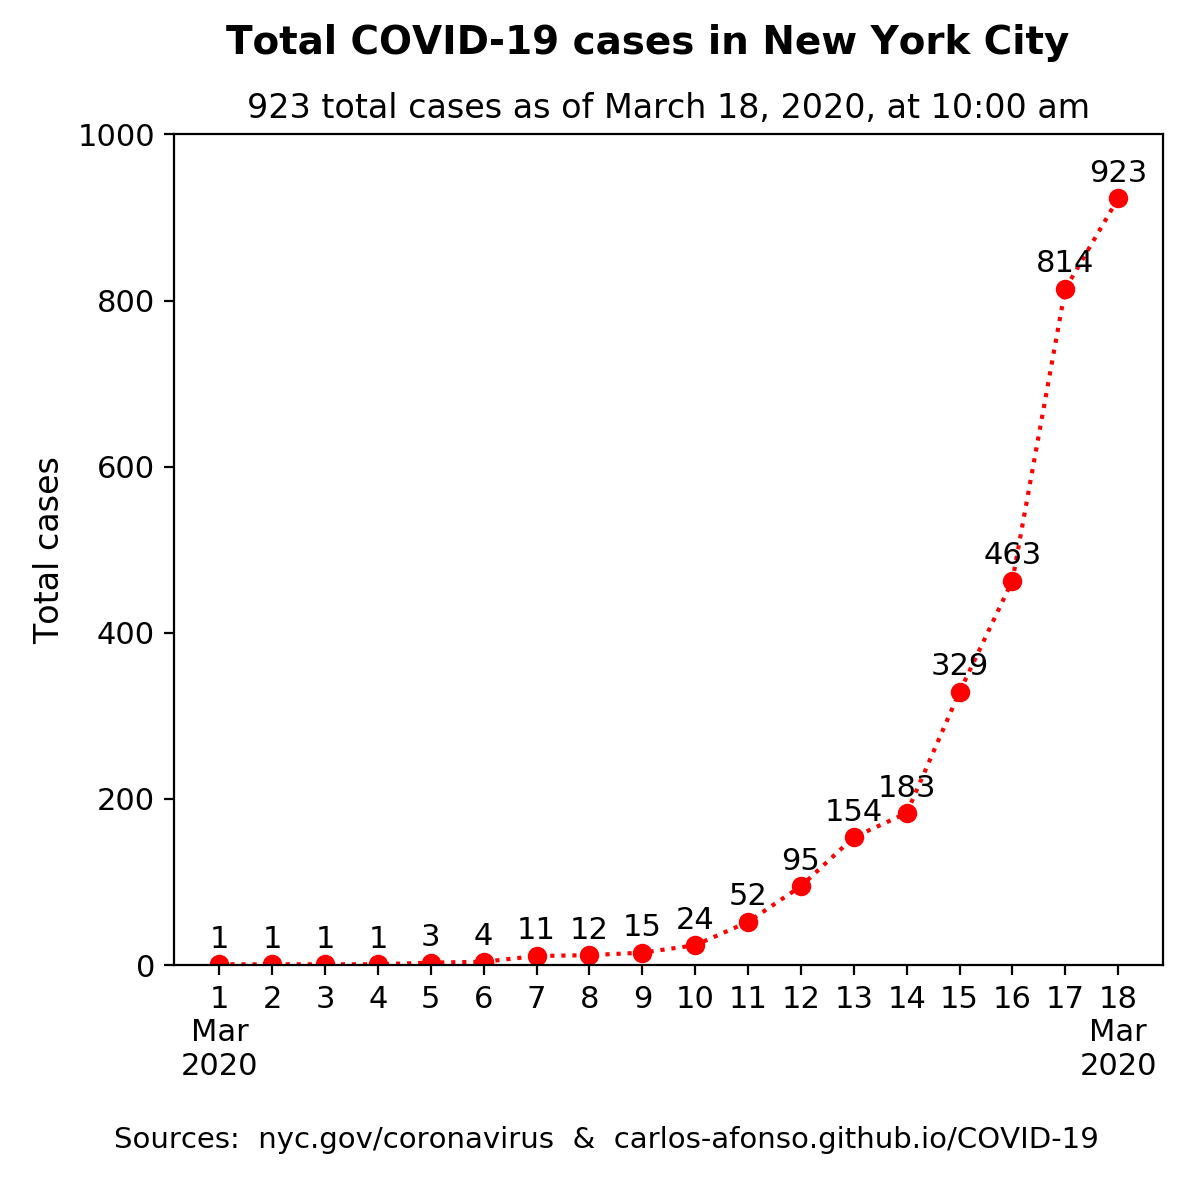 Total COVID-19 cases in New York City
923 total cases as of March 18, 2020, at 10:00 am
1000
800
600
400
200
0
Total cases
1 1 1 1 3 4 11 12 15 24 52 95 154 183 329 463 814 923
1 2 3 4 5 6 7 8 9 10 11 12 13 14 15 16 17 18
Mar Mar
2020 2020
Sources: nyc.gov/coronavirus & carlos-afonso.github.io/COVID-19